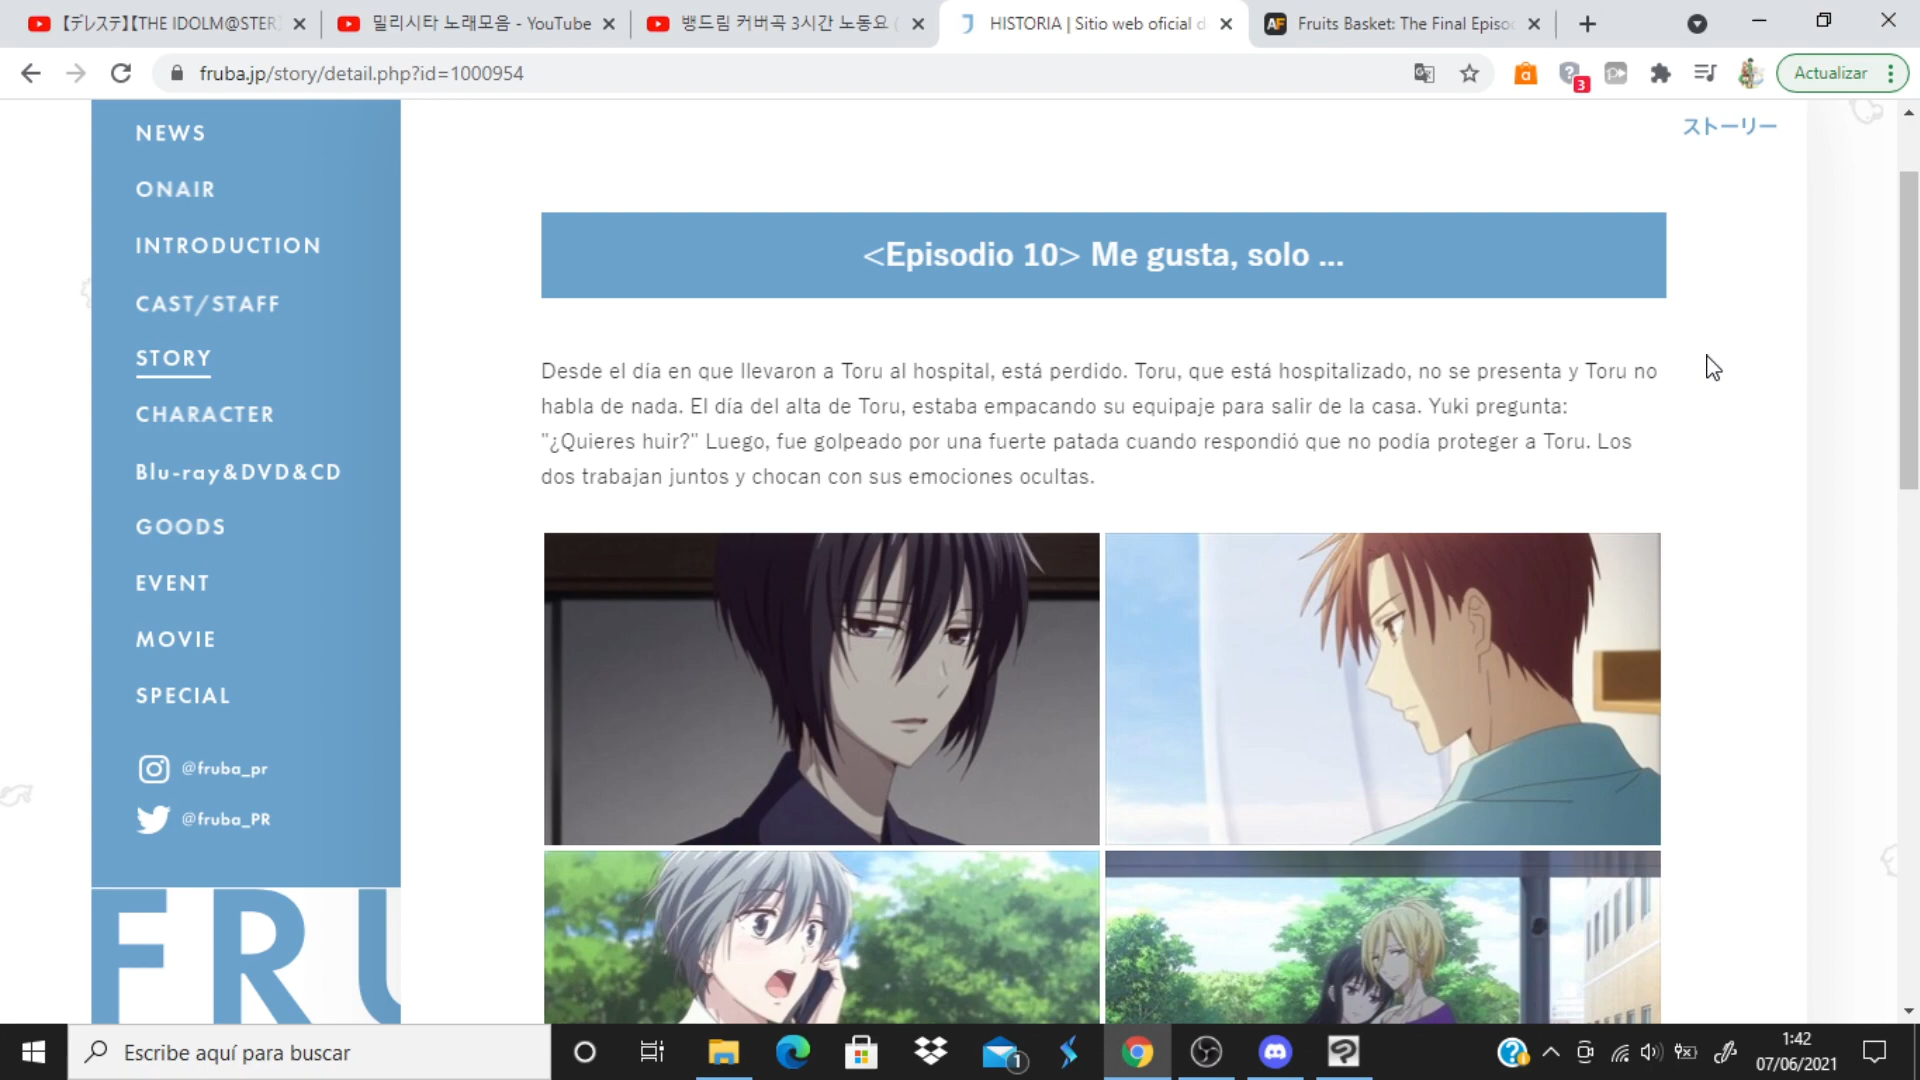 【デレステ】【THE IDOLM@STER
밀리시타 노래모음 - YouTube
뱅드림 커버곡 3시간 노동요 (
HISTORIA | Sitio web oficial d
Fruits Basket: The Final Episod
fruba.jp/story/detail.php?id=1000954
3
Actualizar
NEWS
ONAIR
INTRODUCTION
CAST/STAFF
STORY
CHARACTER
Blu-ray&DVD&CD
GOODS
EVENT
MOVIE
SPECIAL
@fruba_pr
@fruba_PR
FRU
ストーリー
<Episodio 10> Me gusta, solo ...
Desde el día en que llevaron a Toru al hospital, está perdido. Toru, que está hospitalizado, no se presenta y Toru no
habla de nada. El día del alta de Toru, estaba empacando su equipaje para salir de la casa. Yuki pregunta:
"¿Quieres huir?" Luego, fue golpeado por una fuerte patada cuando respondió que no podía proteger a Toru. Los
dos trabajan juntos y chocan con sus emociones ocultas.
Escribe aquí para buscar
1
1:42
07/06/2021